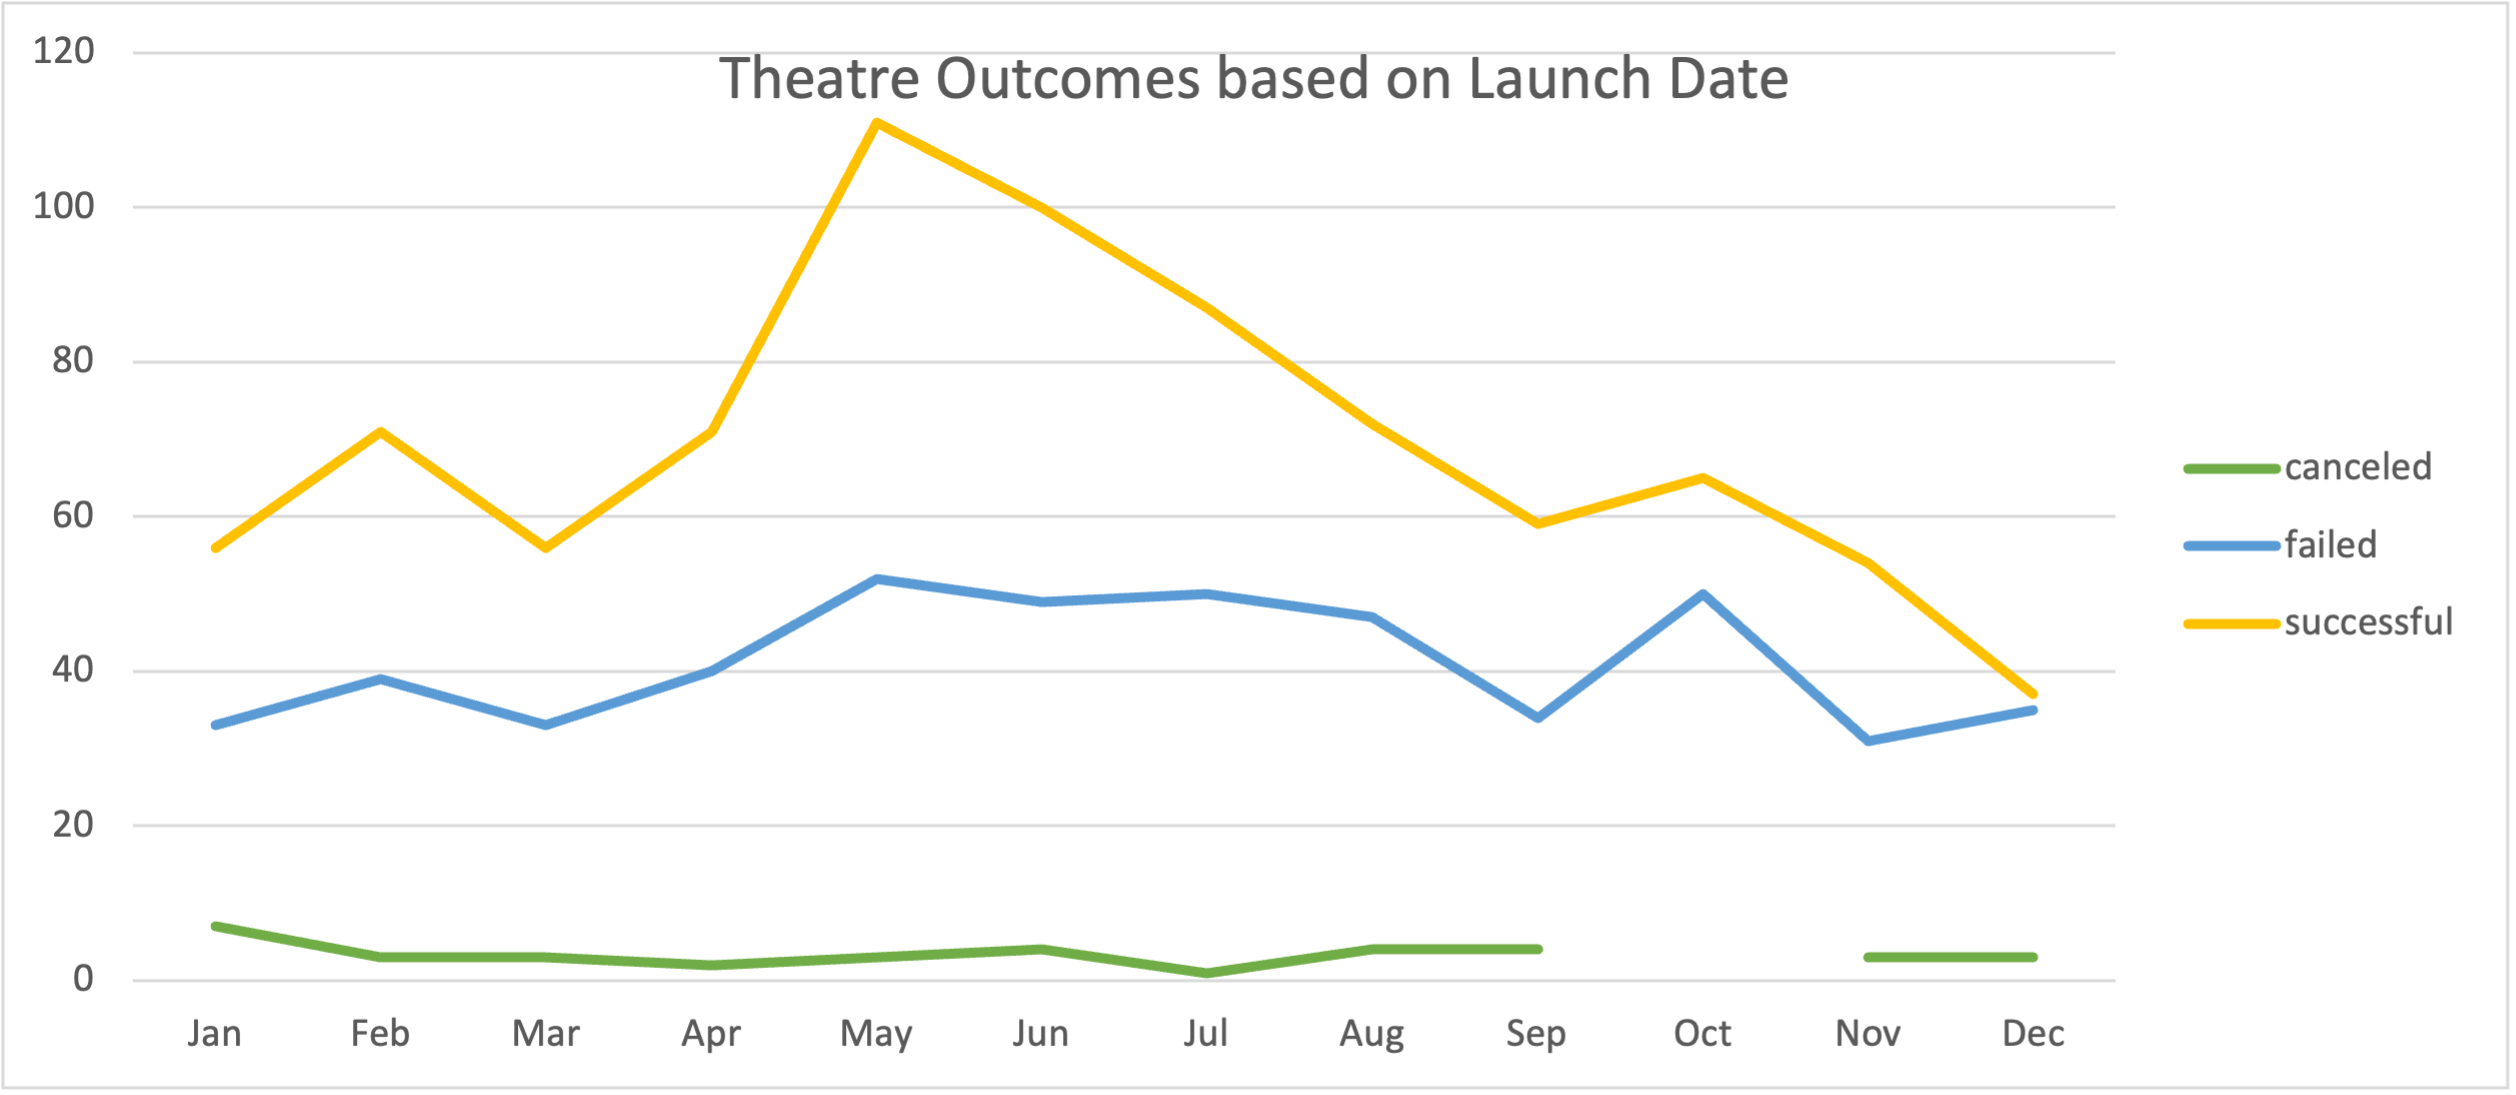 Theatre Outcomes based on Launch Date
120
100
80
60
40
20
0
Jan Feb Mar Apr May Jun Jul Aug Sep Oct Nov Dec
canceled
failed
successful